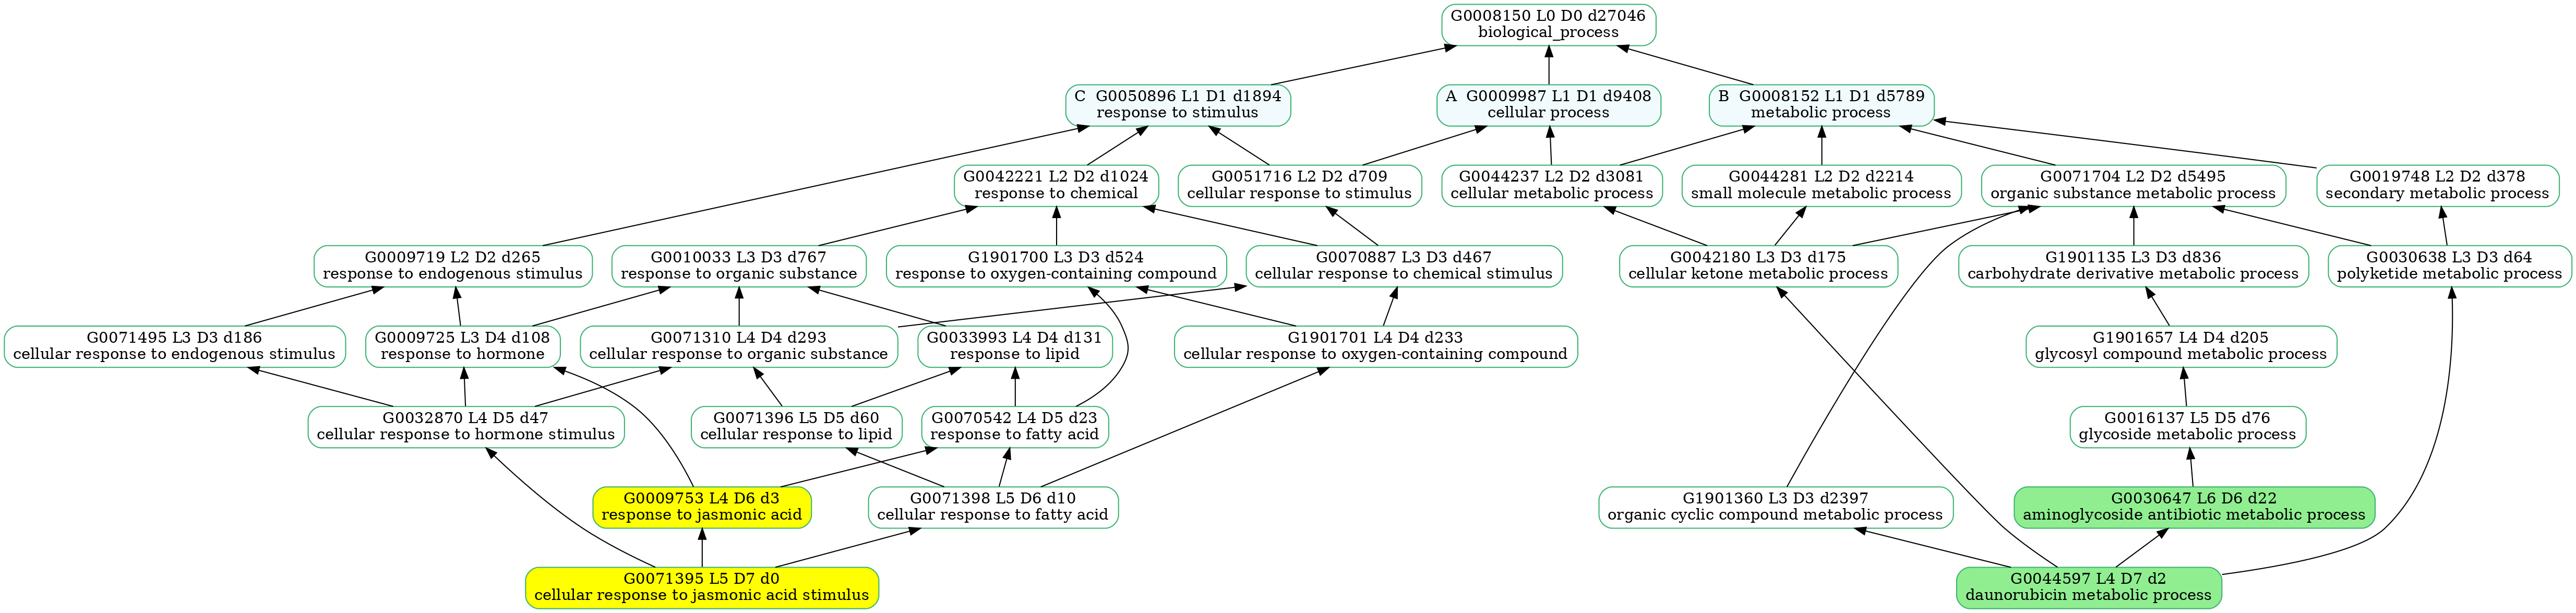 G0008150 L0 D0 d27046
biological_process
C  G0050896 L1 D1 d1894
response to stimulus
A  G0009987 L1 D1 d9408
cellular process
B  G0008152 L1 D1 d5789
metabolic process
G0042221 L2 D2 d1024
response to chemical
G0051716 L2 D2 d709
cellular response to stimulus
G0044237 L2 D2 d3081
cellular metabolic process
G0044281 L2 D2 d2214
small molecule metabolic process
G0071704 L2 D2 d5495
organic substance metabolic process
G0019748 L2 D2 d378
secondary metabolic process
G0009719 L2 D2 d265
response to endogenous stimulus
G0010033 L3 D3 d767
response to organic substance
G1901700 L3 D3 d524
response to oxygen-containing compound
G0070887 L3 D3 d467
cellular response to chemical stimulus
G0042180 L3 D3 d175
cellular ketone metabolic process
G1901135 L3 D3 d836
carbohydrate derivative metabolic process
G0030638 L3 D3 d64
polyketide metabolic process
G0071495 L3 D3 d186
cellular response to endogenous stimulus
G0009725 L3 D4 d108
response to hormone
G0071310 L4 D4 d293
cellular response to organic substance
G0033993 L4 D4 d131
response to lipid
G1901701 L4 D4 d233
cellular response to oxygen-containing compound
G1901657 L4 D4 d205
glycosyl compound metabolic process
G0032870 L4 D5 d47
cellular response to hormone stimulus
G0071396 L5 D5 d60
cellular response to lipid
G0070542 L4 D5 d23
response to fatty acid
G0016137 L5 D5 d76
glycoside metabolic process
G0009753 L4 D6 d3
response to jasmonic acid
G0071398 L5 D6 d10
cellular response to fatty acid
G1901360 L3 D3 d2397
organic cyclic compound metabolic process
G0030647 L6 D6 d22
aminoglycoside antibiotic metabolic process
G0071395 L5 D7 d0
cellular response to jasmonic acid stimulus
G0044597 L4 D7 d2
daunorubicin metabolic process